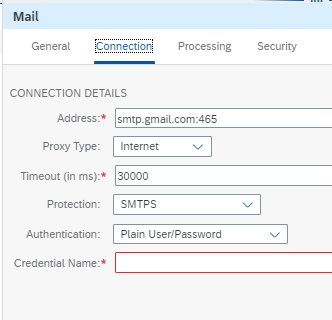 Mail
General Connection Processing Security
CONNECTION DETAILS
Address:* smtp.gmail.com:465
Proxy Type: Internet
Timeout (in ms):* 30000
Protection: SMTPS
Authentication: Plain User/Password
Credential Name:*